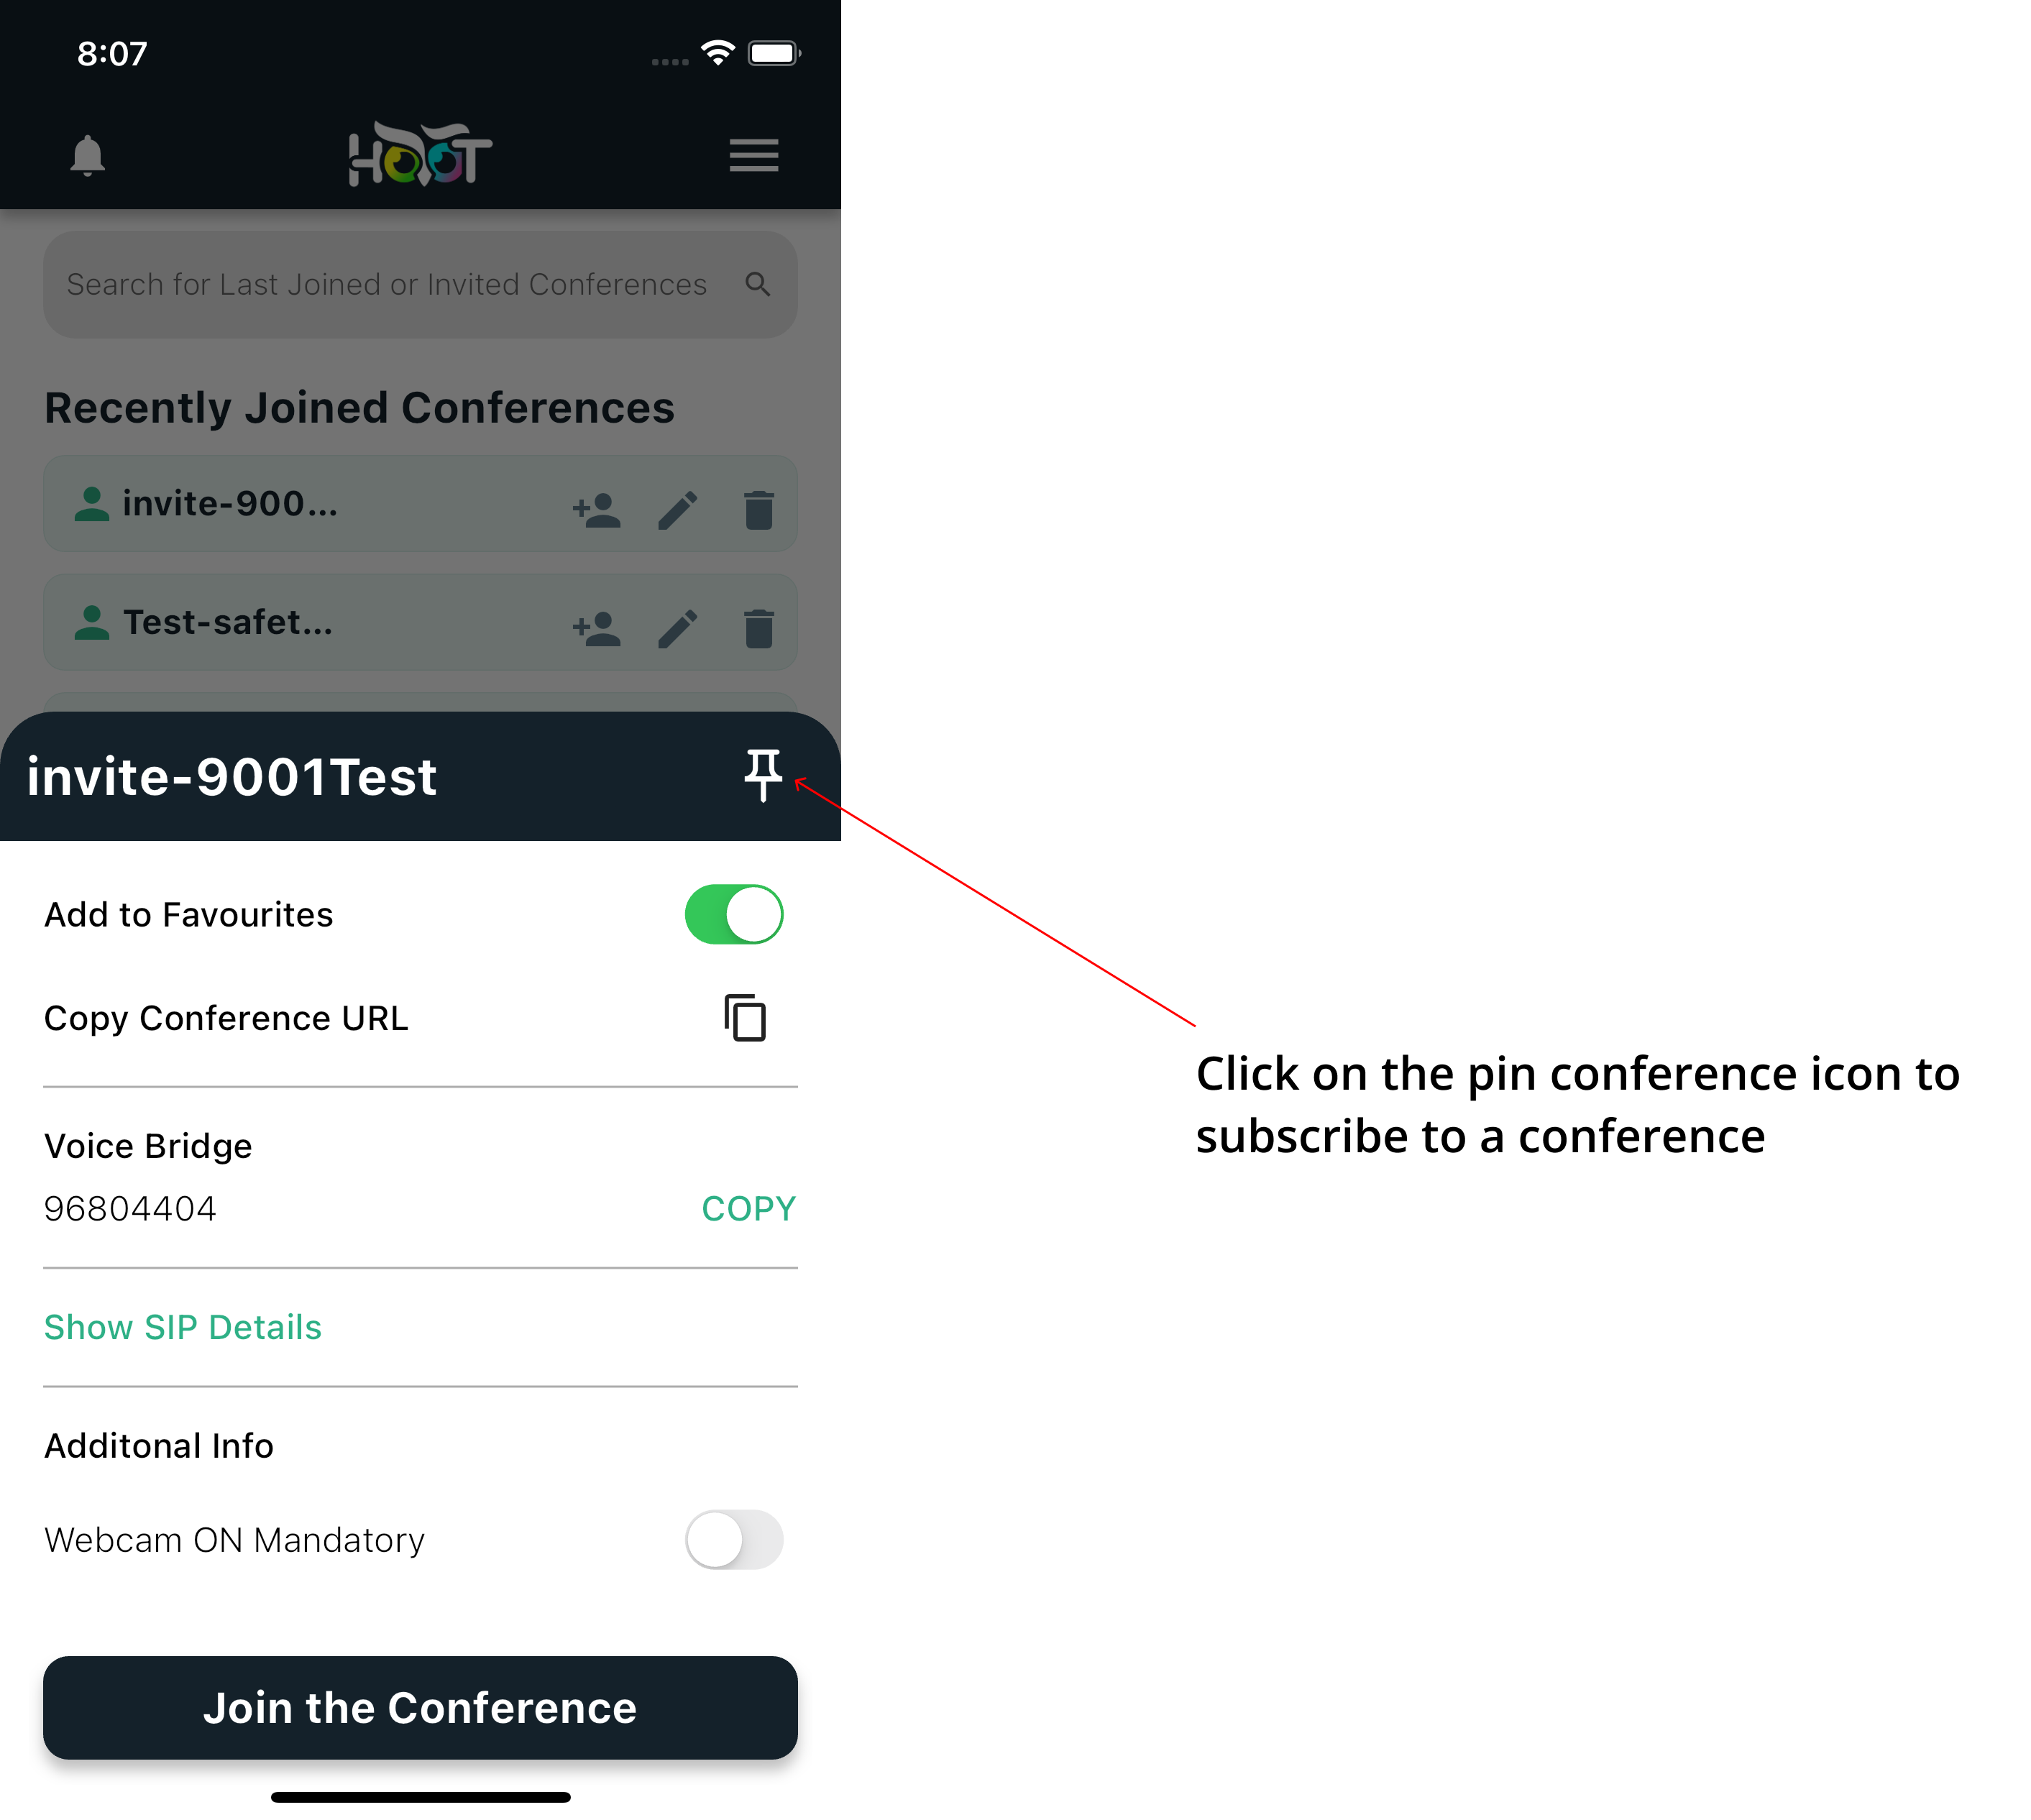 8:07
HOOT
Search for Last Joined or Invited Conferences
Recently Joined Conferences
invite-900...
Test-safet...
invite-9001Test
Add to Favourites
Copy Conference URL
Click on the pin conference icon to
subscribe to a conference
Voice Bridge
96804404 COPY
Show SIP Details
Additonal Info
Webcam ON Mandatory
Join the Conference